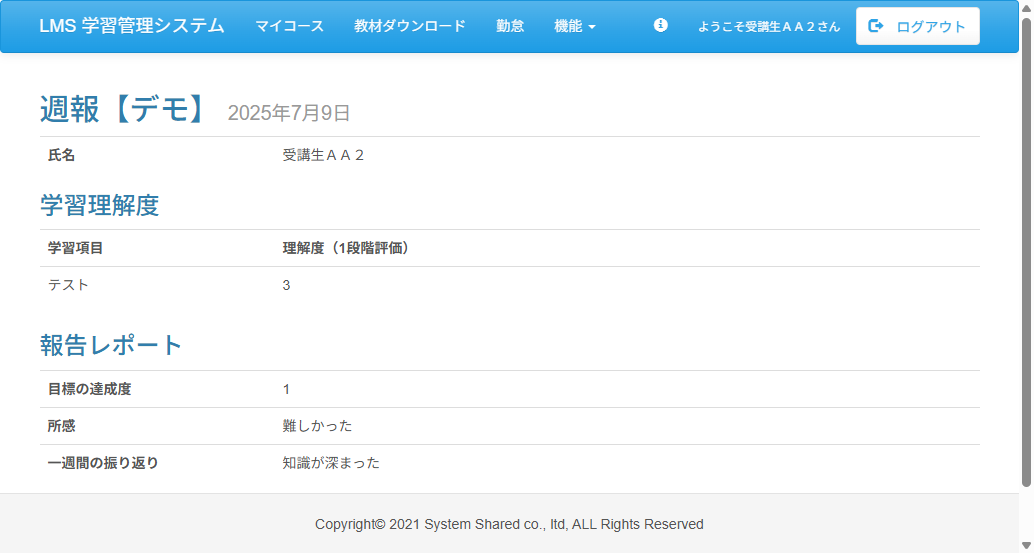 LMS 学習管理システム マイコース 教材ダウンロード 勤怠 機能 ようこそ受講生ＡＡ２さん ログアウト
週報【デモ】 2025年7月9日
氏名 受講生ＡＡ２
学習理解度
学習項目 理解度（1段階評価）
テスト 3
報告レポート
目標の達成度 1
所感 難しかった
一週間の振り返り 知識が深まった
Copyright© 2021 System Shared co., ltd, ALL Rights Reserved